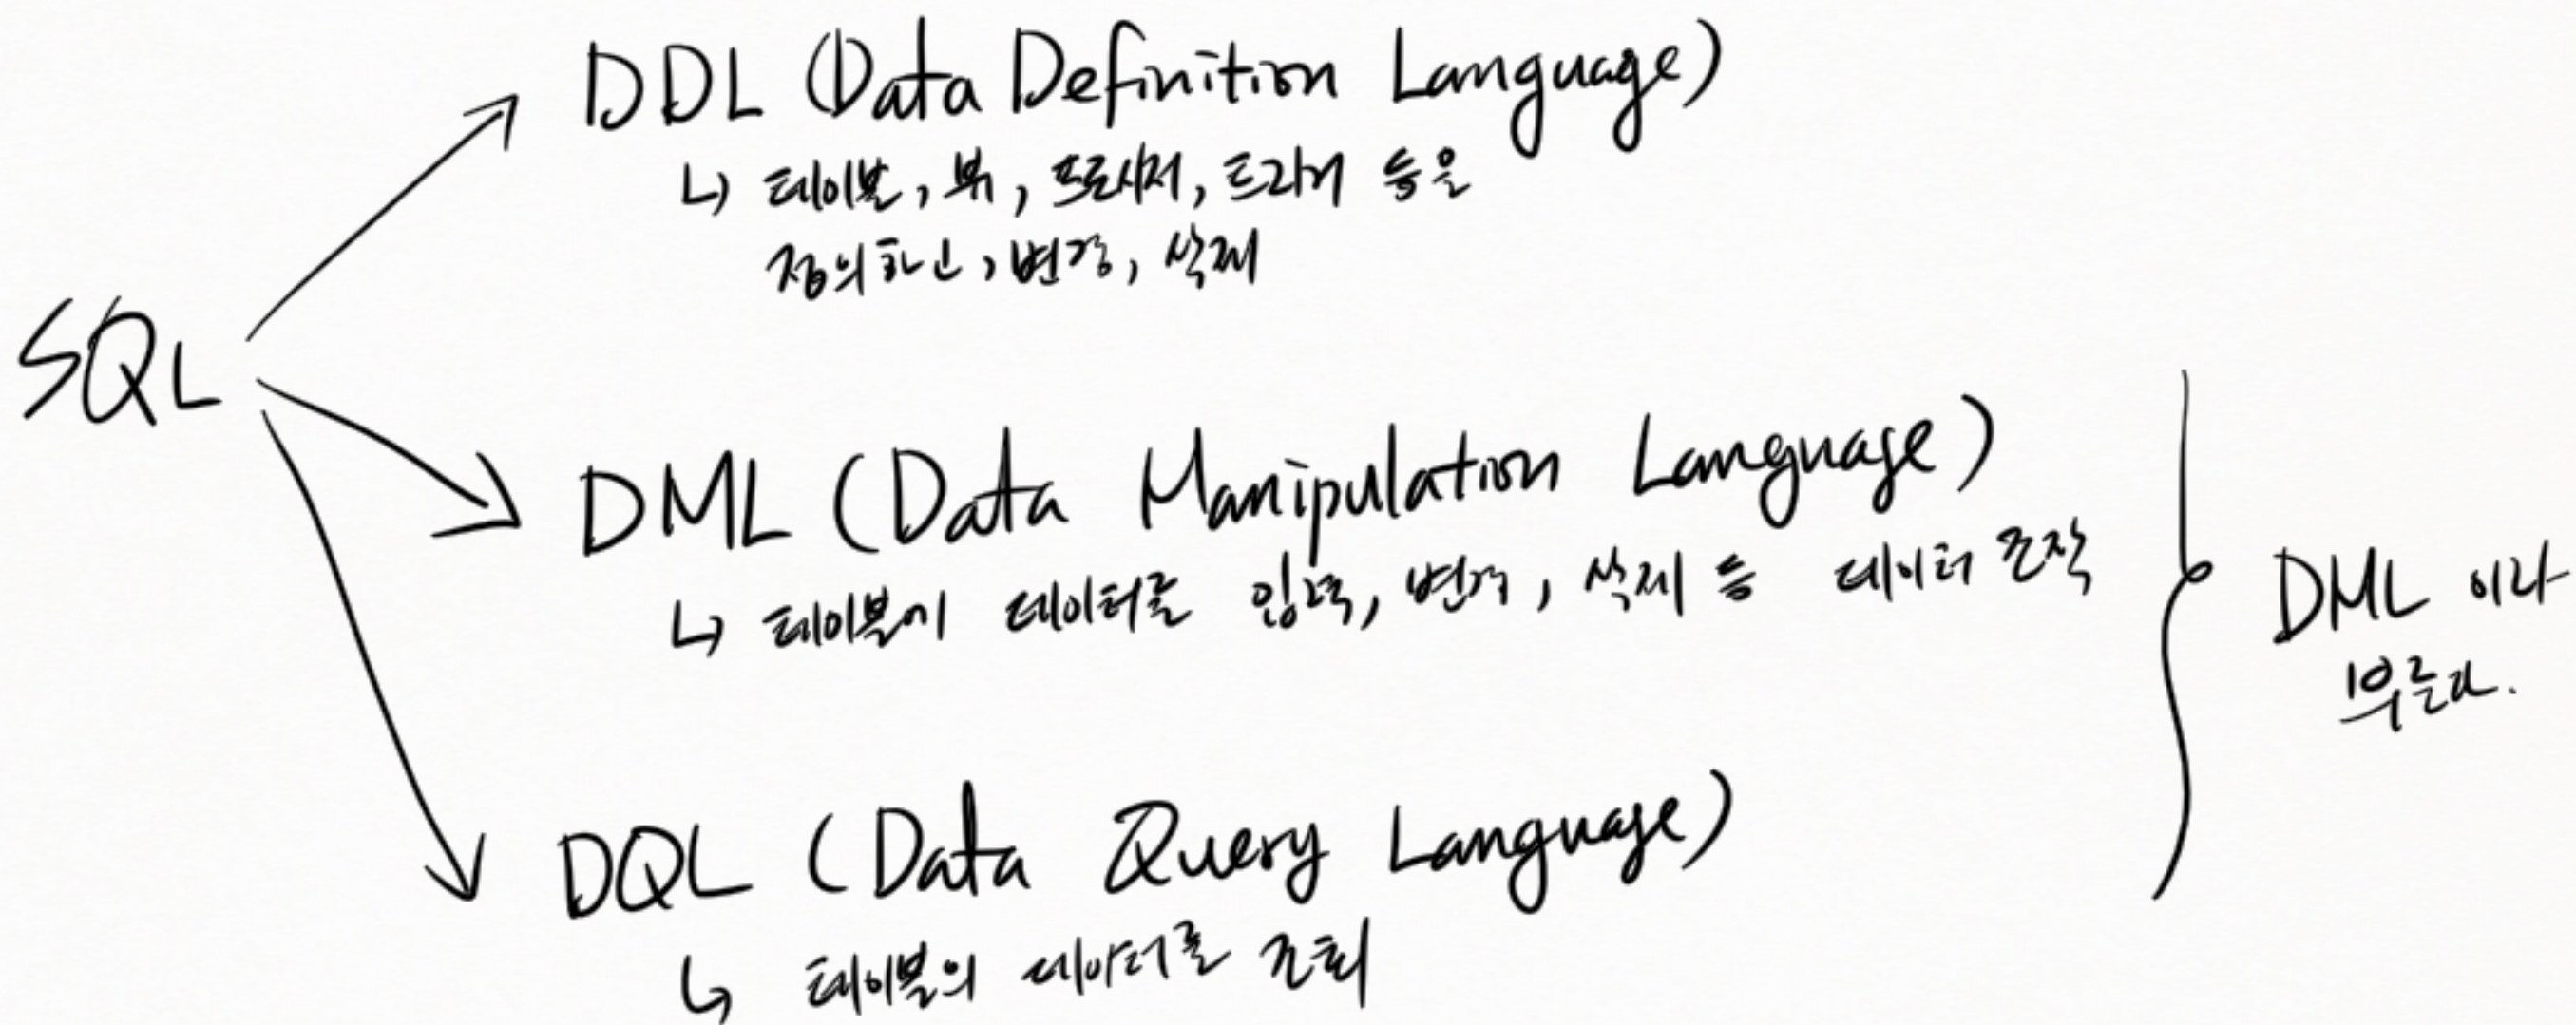 DDL (Data Definition Language)
↳ 테이블, 뷰, 프로시저, 트리거 등을
정의하고, 변경, 삭제
SQL
DML (Data Manipulation Language)
↳ 테이블에 데이터를 입력, 변경, 삭제 등 데이터 조작
DML 이라
부른다.
DQL (Data Query Language)
↳ 테이블의 데이터를 조회